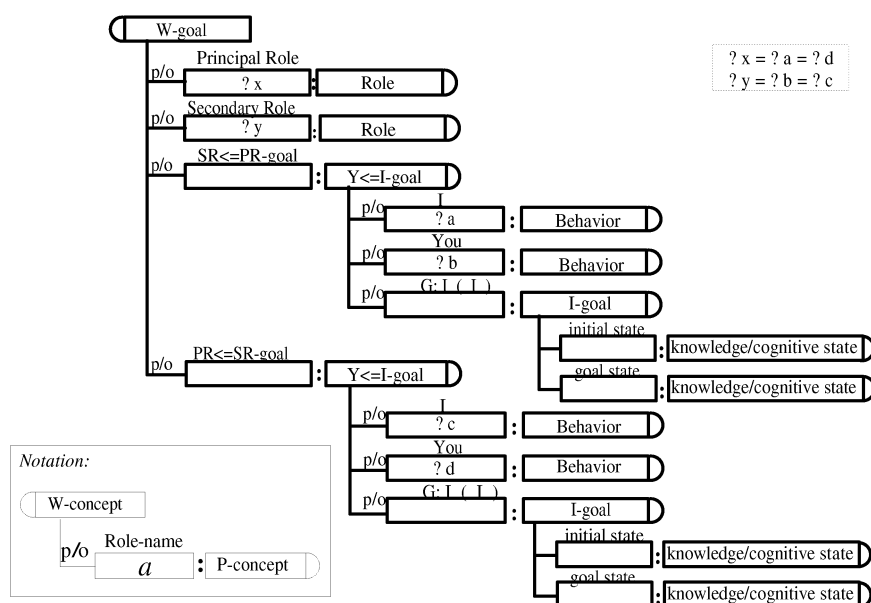 W-goal
Principal Role
p/o ? x : Role
? x = ? a = ? d
? y = ? b = ? c
Secondary Role
p/o ? y : Role
SR<=PR-goal
p/o : Y<=I-goal
I
p/o ? a : Behavior
You
p/o ? b : Behavior
G: I ( I )
p/o : I-goal
initial state
: knowledge/cognitive state
goal state
: knowledge/cognitive state
PR<=SR-goal
p/o : Y<=I-goal
I
p/o ? c : Behavior
You
p/o ? d : Behavior
G: I ( I )
p/o : I-goal
initial state
: knowledge/cognitive state
goal state
: knowledge/cognitive state
Notation:
W-concept
Role-name
p/o a : P-concept